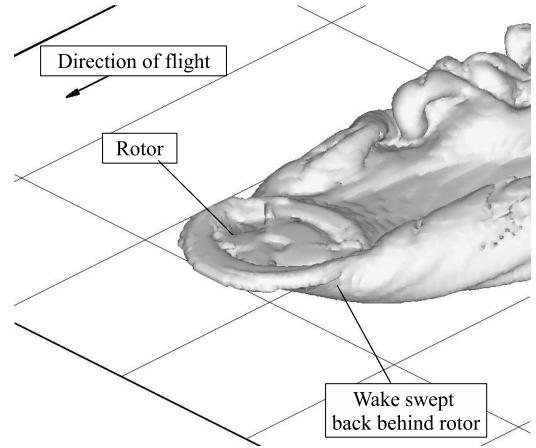 Direction of flight
Rotor
Wake swept
back behind rotor